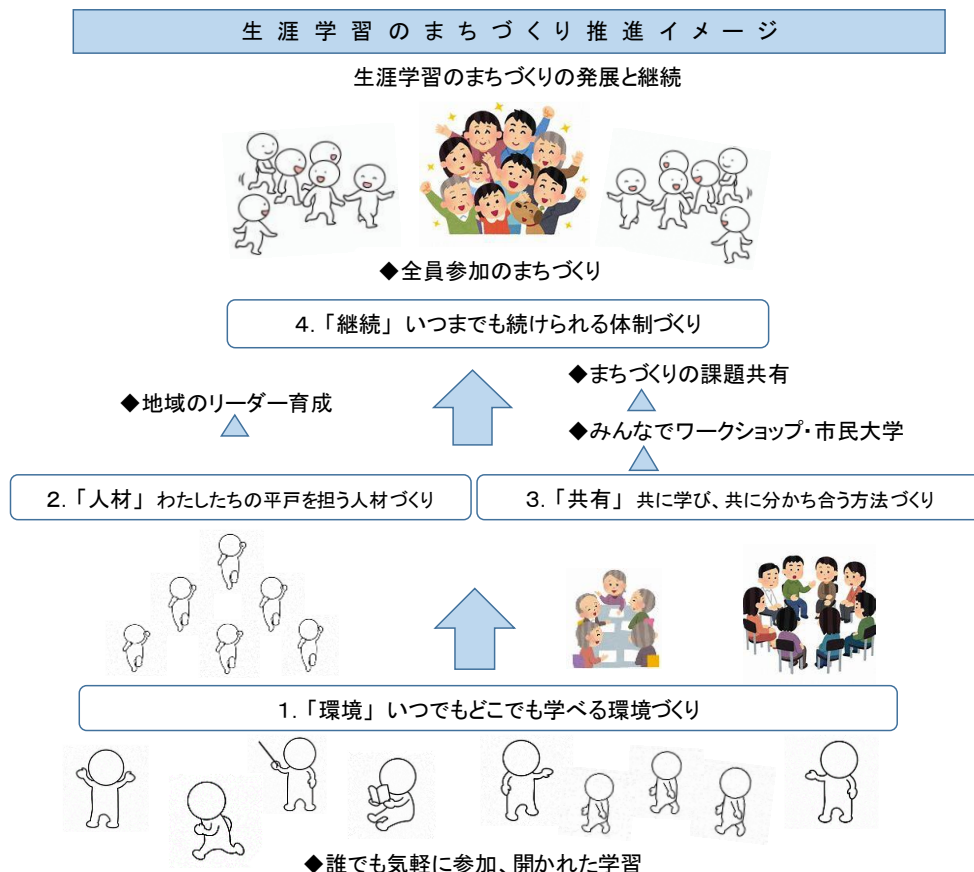 生涯学習のまちづくり推進イメージ
生涯学習のまちづくりの発展と継続
◆全員参加のまちづくり
4.「継続」 いつまでも続けられる体制づくり
◆まちづくりの課題共有
◆地域のリーダー育成
◆みんなでワークショップ・市民大学
2.「人材」 わたしたちの平戸を担う人材づくり
3.「共有」 共に学び、共に分かち合う方法づくり
1.「環境」 いつでもどこでも学べる環境づくり
◆誰でも気軽に参加、開かれた学習